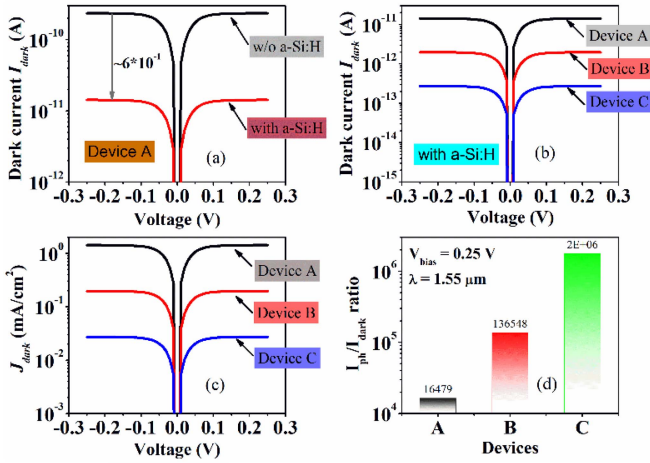 Dark current I_dark (A)
10^-10
10^-11
10^-12
w/o a-Si:H
~6*10^-1
with a-Si:H
Device A
(a)
-0.3 -0.2 -0.1 0.0 0.1 0.2 0.3
Voltage (V)
Dark current I_dark (A)
10^-11
10^-12
10^-13
10^-14
10^-15
Device A
Device B
Device C
with a-Si:H
(b)
-0.3 -0.2 -0.1 0.0 0.1 0.2 0.3
Voltage (V)
J_dark (mA/cm^2)
10^0
10^-1
10^-2
10^-3
Device A
Device B
Device C
(c)
-0.3 -0.2 -0.1 0.0 0.1 0.2 0.3
Voltage (V)
I_ph/I_dark ratio
10^6
10^5
10^4
V_bias = 0.25 V
λ = 1.55 µm
2E-06
136548
16479
(d)
A B C
Devices